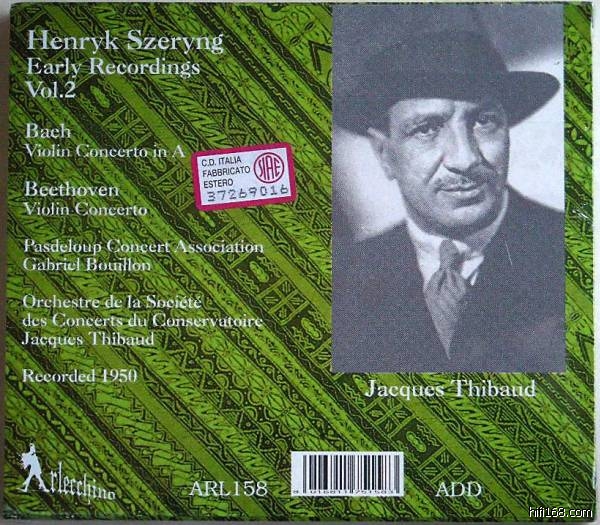 Henryk Szeryng
Early Recordings
Vol.2
Bach
Violin Concerto in A
Beethoven
Violin Concerto
Pasdeloup Concert Association
Gabriel Bouillon
Orchestre de la Société
des Concerts du Conservatoire
Jacques Thibaud
Recorded 1950
C.D. ITALIA
FABBRICATO
ESTERO
SIAE
37269016
Jacques Thibaud
Arlecchino
ARL158
ADD
hifi168.com